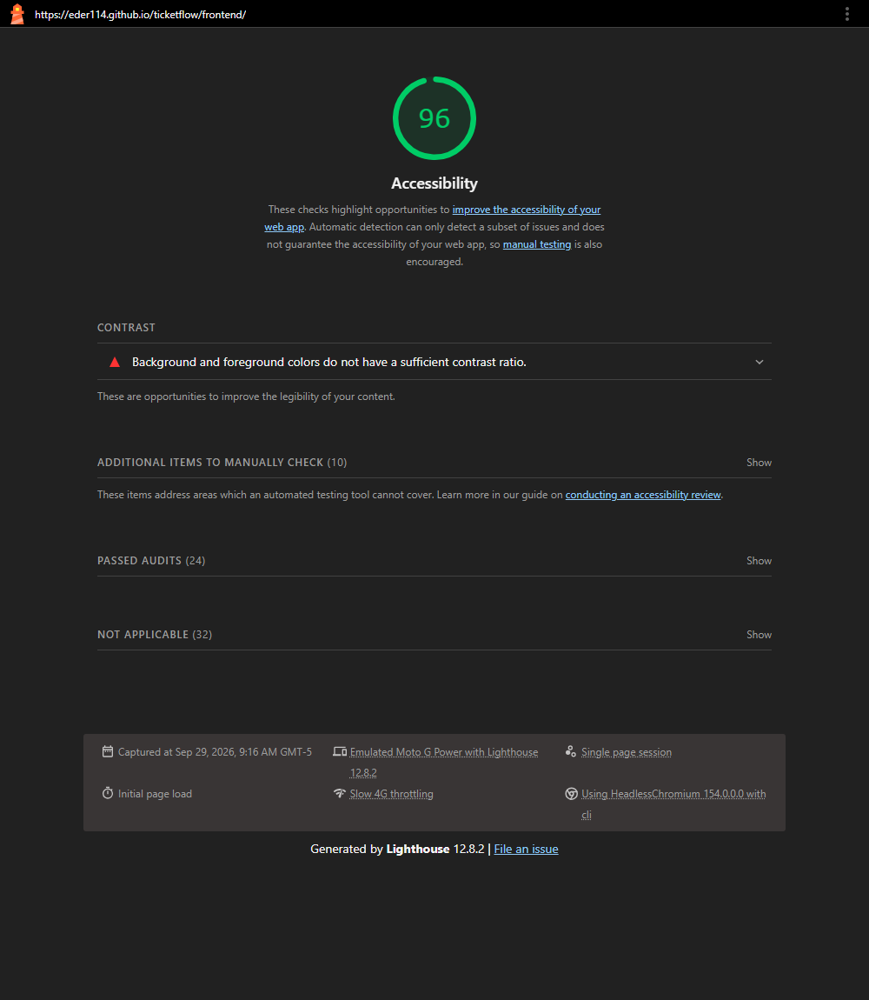 https://eder114.github.io/ticketflow/frontend/
96
Accessibility
These checks highlight opportunities to improve the accessibility of your
web app. Automatic detection can only detect a subset of issues and does
not guarantee the accessibility of your web app, so manual testing is also
encouraged.
CONTRAST
Background and foreground colors do not have a sufficient contrast ratio.
These are opportunities to improve the legibility of your content.
ADDITIONAL ITEMS TO MANUALLY CHECK (10) Show
These items address areas which an automated testing tool cannot cover. Learn more in our guide on conducting an accessibility review.
PASSED AUDITS (24) Show
NOT APPLICABLE (32) Show
Captured at Sep 29, 2026, 9:16 AM GMT-5
Emulated Moto G Power with Lighthouse
12.8.2
Single page session
Initial page load
Slow 4G throttling
Using HeadlessChromium 154.0.0.0 with
cli
Generated by Lighthouse 12.8.2 | File an issue